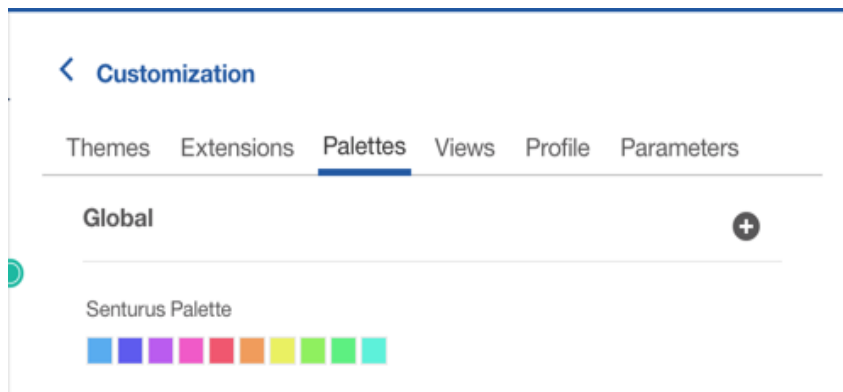 Customization
Themes Extensions Palettes Views Profile Parameters
Global
Senturus Palette